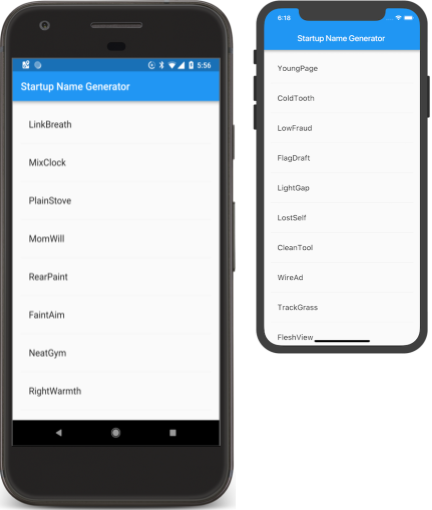 5:56
Startup Name Generator
LinkBreath
MixClock
PlainStove
MomWill
RearPaint
FaintAim
NeatGym
RightWarmth
5:18
Startup Name Generator
YoungPage
ColdTooth
LowFraud
FlagDraft
LightGap
LostSelf
CleanTool
WireAd
TrackGrass
FleshView